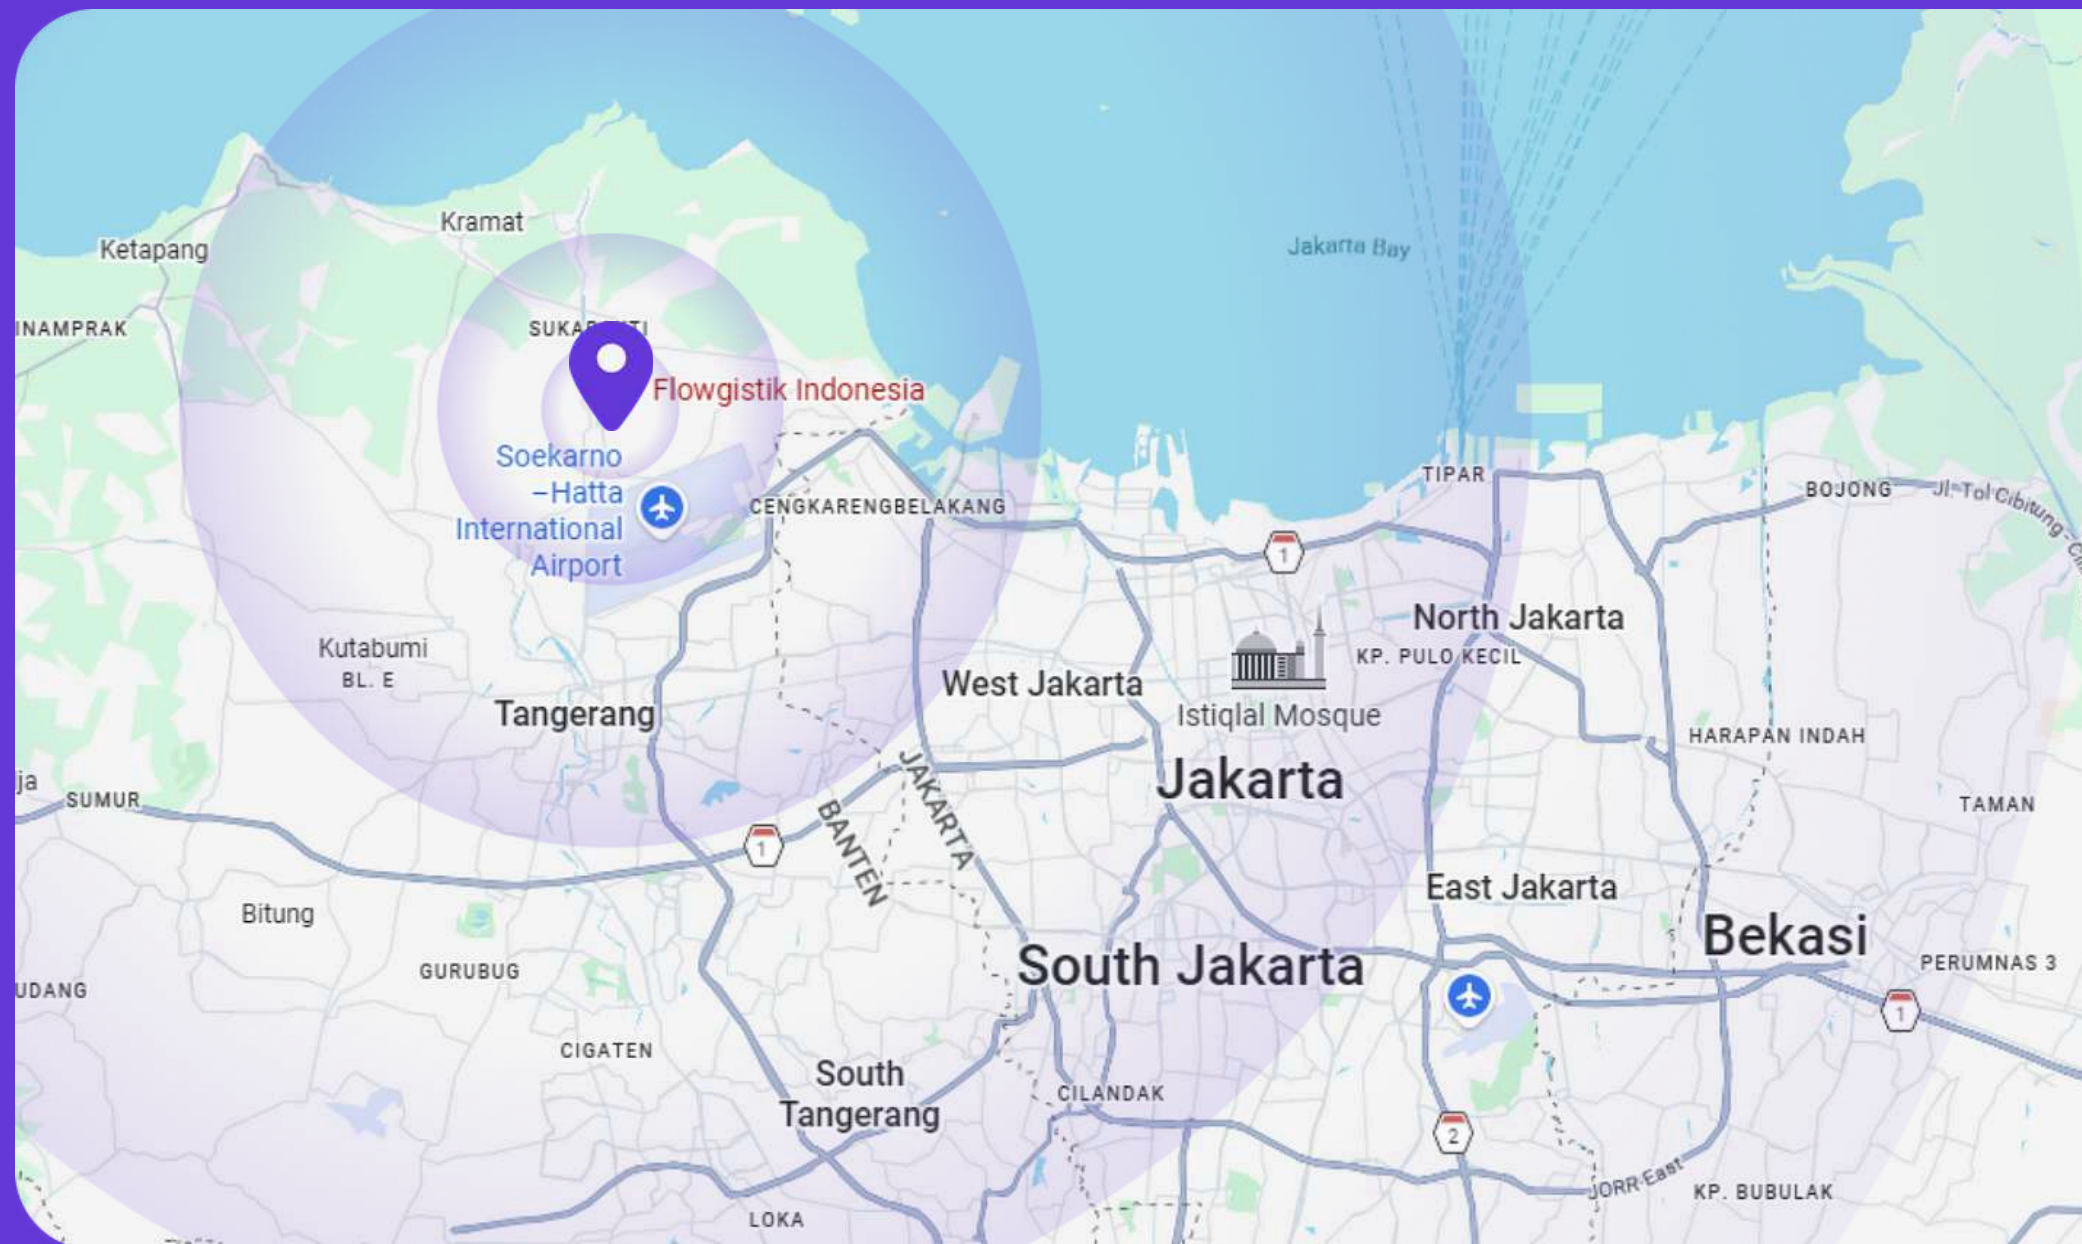 Jakarta Bay
Kramat
Ketapang
INAMPRAK
Flowgistik Indonesia
Soekarno
–Hatta
International
Airport
CENGKARENGBELAKANG
TIPAR
BOJONG
Jl. Tol Cibitung
1
North Jakarta
KP. PULO KECIL
Kutabumi
BL. E
West Jakarta
Tangerang
Istiqlal Mosque
HARAPAN INDAH
Jakarta
ja
SUMUR
TAMAN
JAKARTA
BANTEN
1
East Jakarta
Bitung
Bekasi
South Jakarta
GURUBUG
PERUMNAS 3
UDANG
1
CIGATEN
South
Tangerang
CILANDAK
2
JORR East
KP. BUBULAK
LOKA